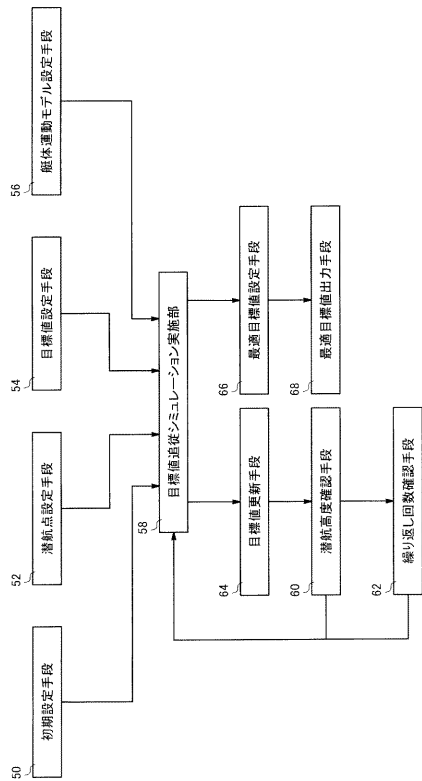 50
初期設定手段
52
潜航点設定手段
54
目標値設定手段
56
艇体運動モデル設定手段
58
目標値追従シミュレーション実施部
64
目標値更新手段
66
最適目標値設定手段
60
潜航高度確認手段
68
最適目標値出力手段
62
繰り返し回数確認手段